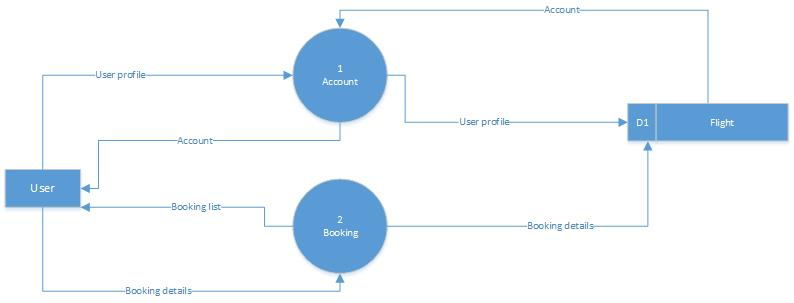 Account
1
Account
User profile
D1
Flight
User profile
Account
User
Booking list
2
Booking
Booking details
Booking details